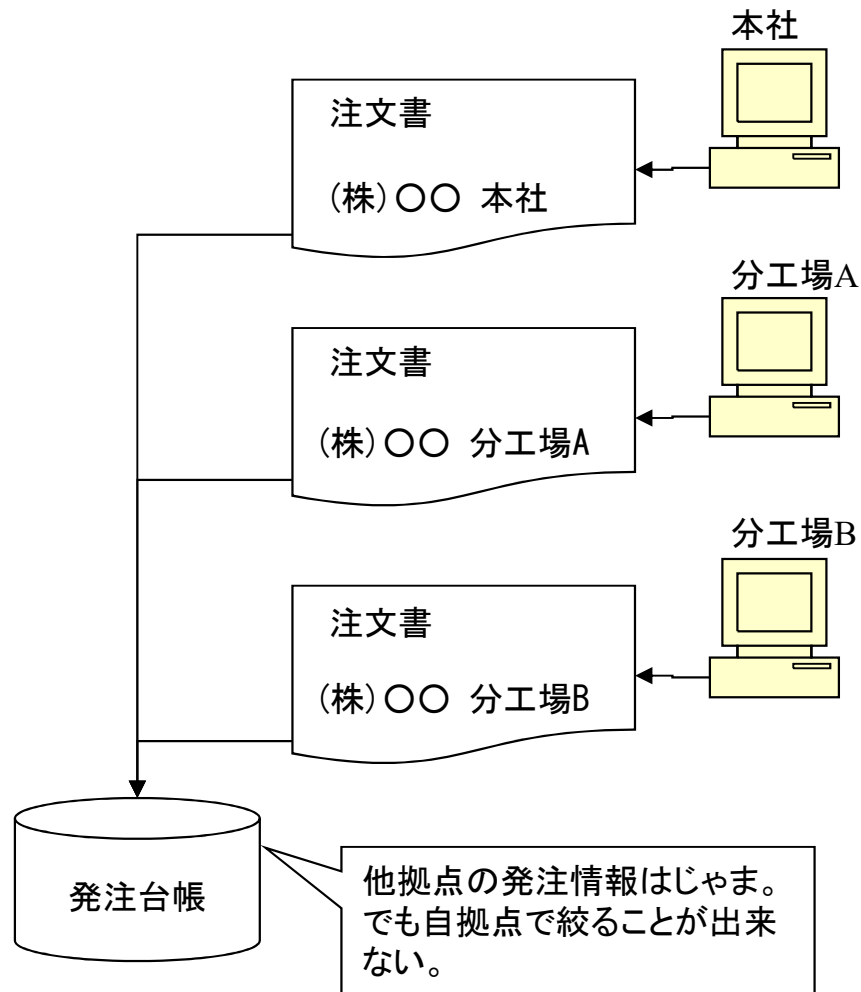 本社
注文書
(株)〇〇 本社
分工場A
注文書
(株)〇〇 分工場A
分工場B
注文書
(株)〇〇 分工場B
発注台帳
他拠点の発注情報はじゃま。
でも自拠点で絞ることが出来
ない。